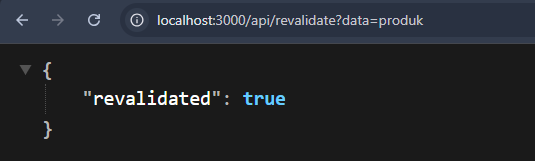 localhost:3000/api/revalidate?data=produk
{
"revalidated": true
}